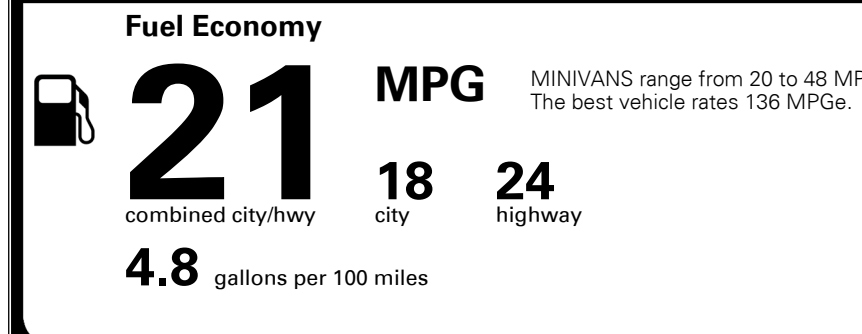 Fuel Economy
21 MPG
MINIVANS range from 20 to 48 MP
The best vehicle rates 136 MPGe.
combined city/hwy
18 city
24 highway
4.8 gallons per 100 miles